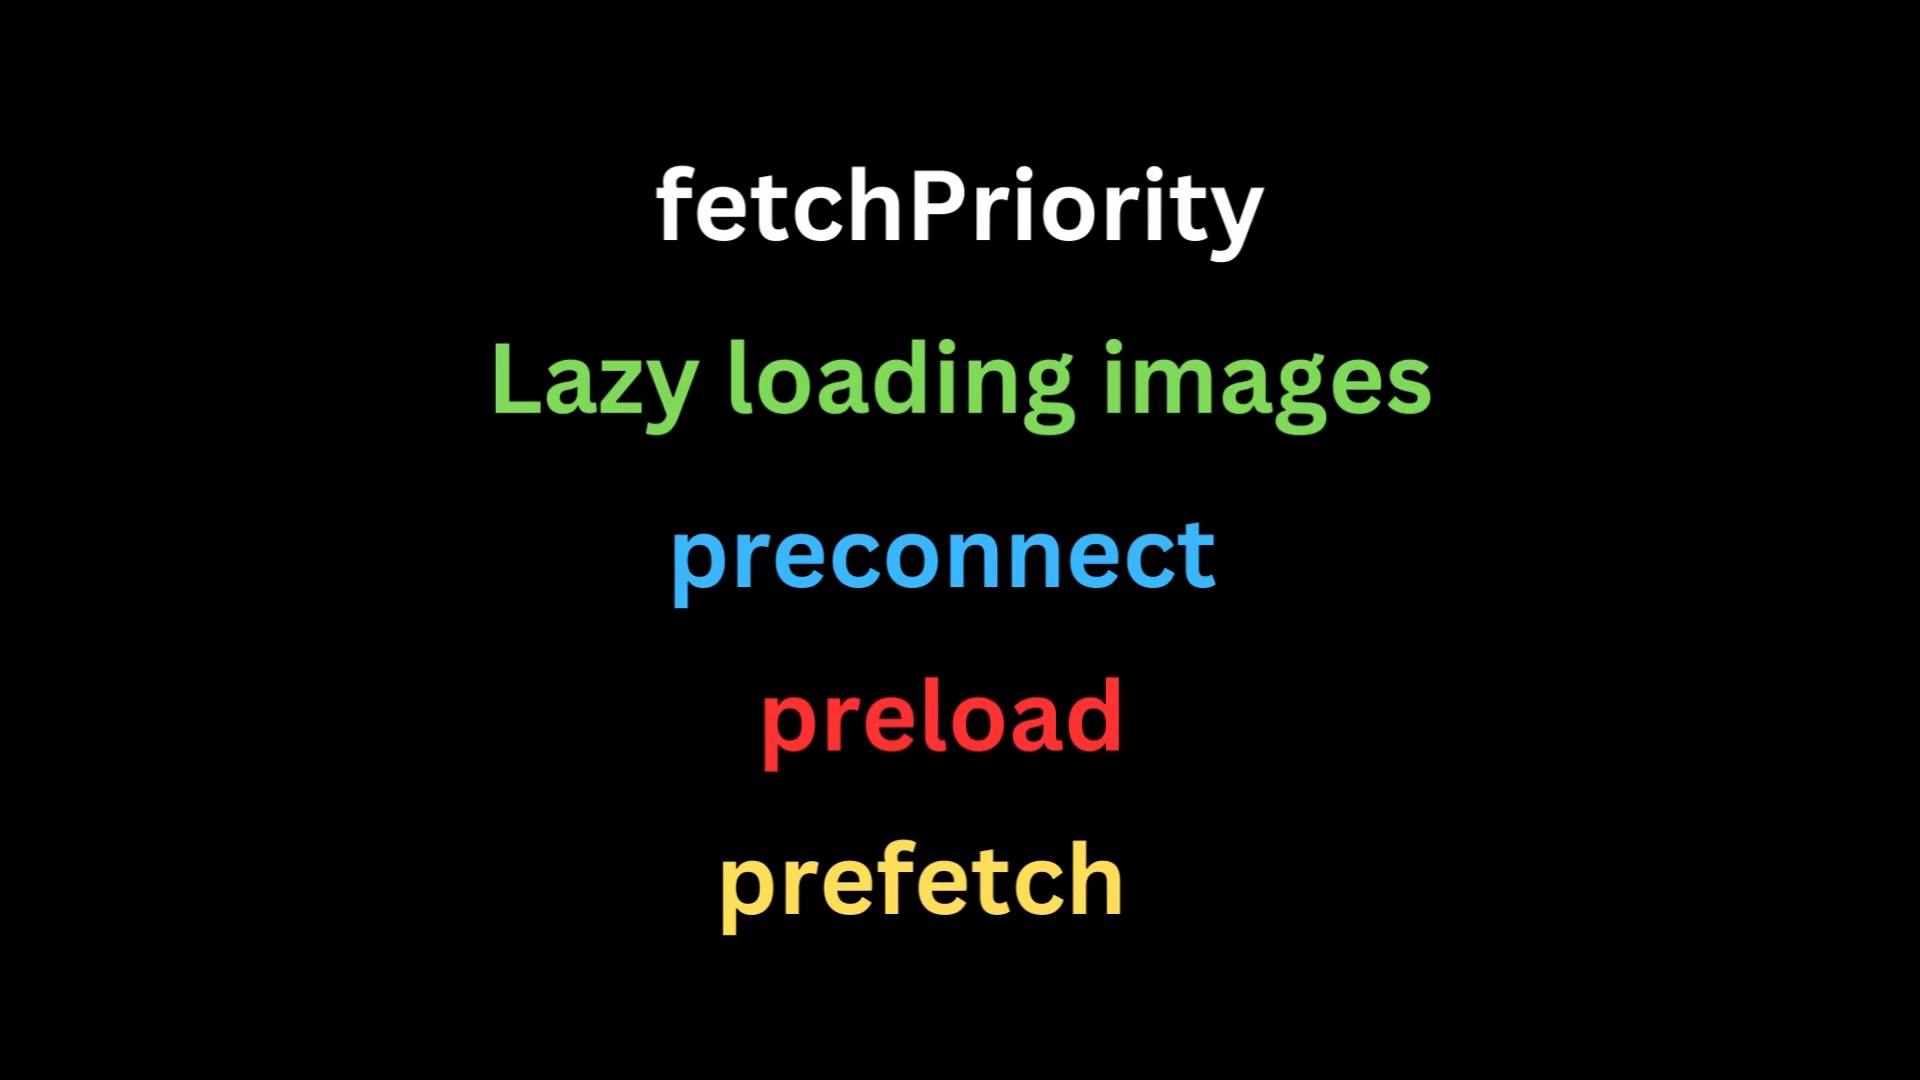 fetchPriority
Lazy loading images
preconnect
preload
prefetch